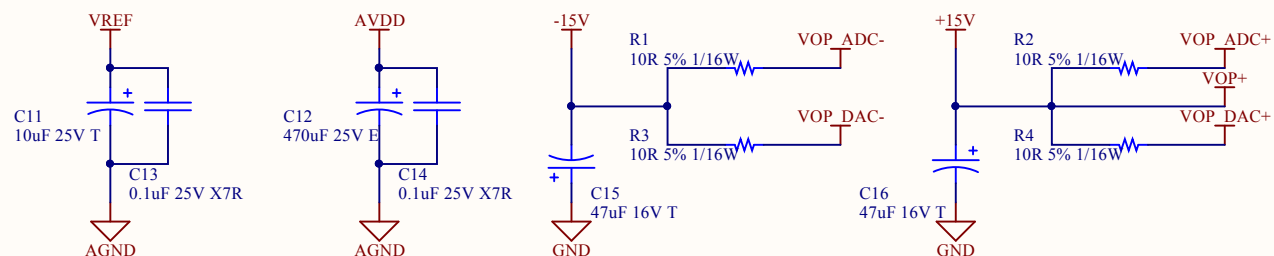 VREF
C11
10uF 25V T
C13
0.1uF 25V X7R
AGND
AVDD
C12
470uF 25V E
C14
0.1uF 25V X7R
AGND
-15V
R1
10R 5% 1/16W
VOP_ADC-
R3
10R 5% 1/16W
VOP_DAC-
C15
47uF 16V T
GND
+15V
R2
10R 5% 1/16W
VOP_ADC+
VOP+
R4
10R 5% 1/16W
VOP_DAC+
C16
47uF 16V T
GND